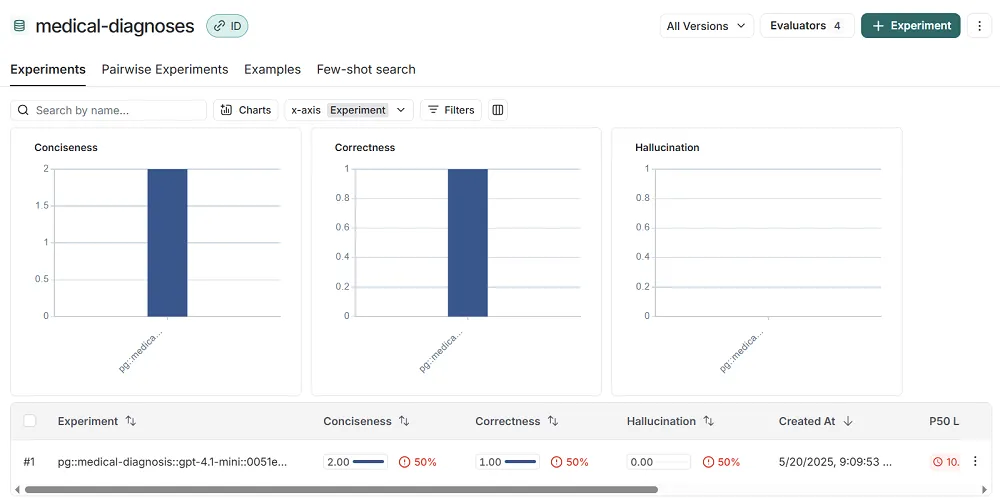 medical-diagnoses ID All Versions Evaluators 4 + Experiment
Experiments Pairwise Experiments Examples Few-shot search
Search by name... Charts x-axis Experiment Filters
Conciseness
2
1.5
1
0.5
0
pg::medica...
Correctness
1
0.8
0.6
0.4
0.2
0
pg::medica...
Hallucination
1
0.8
0.6
0.4
0.2
0
pg::medica...
Experiment Conciseness Correctness Hallucination Created At P50 L
#1 pg::medical-diagnosis::gpt-4.1-mini::0051e... 2.00 50% 1.00 50% 0.00 50% 5/20/2025, 9:09:53 ... 10.